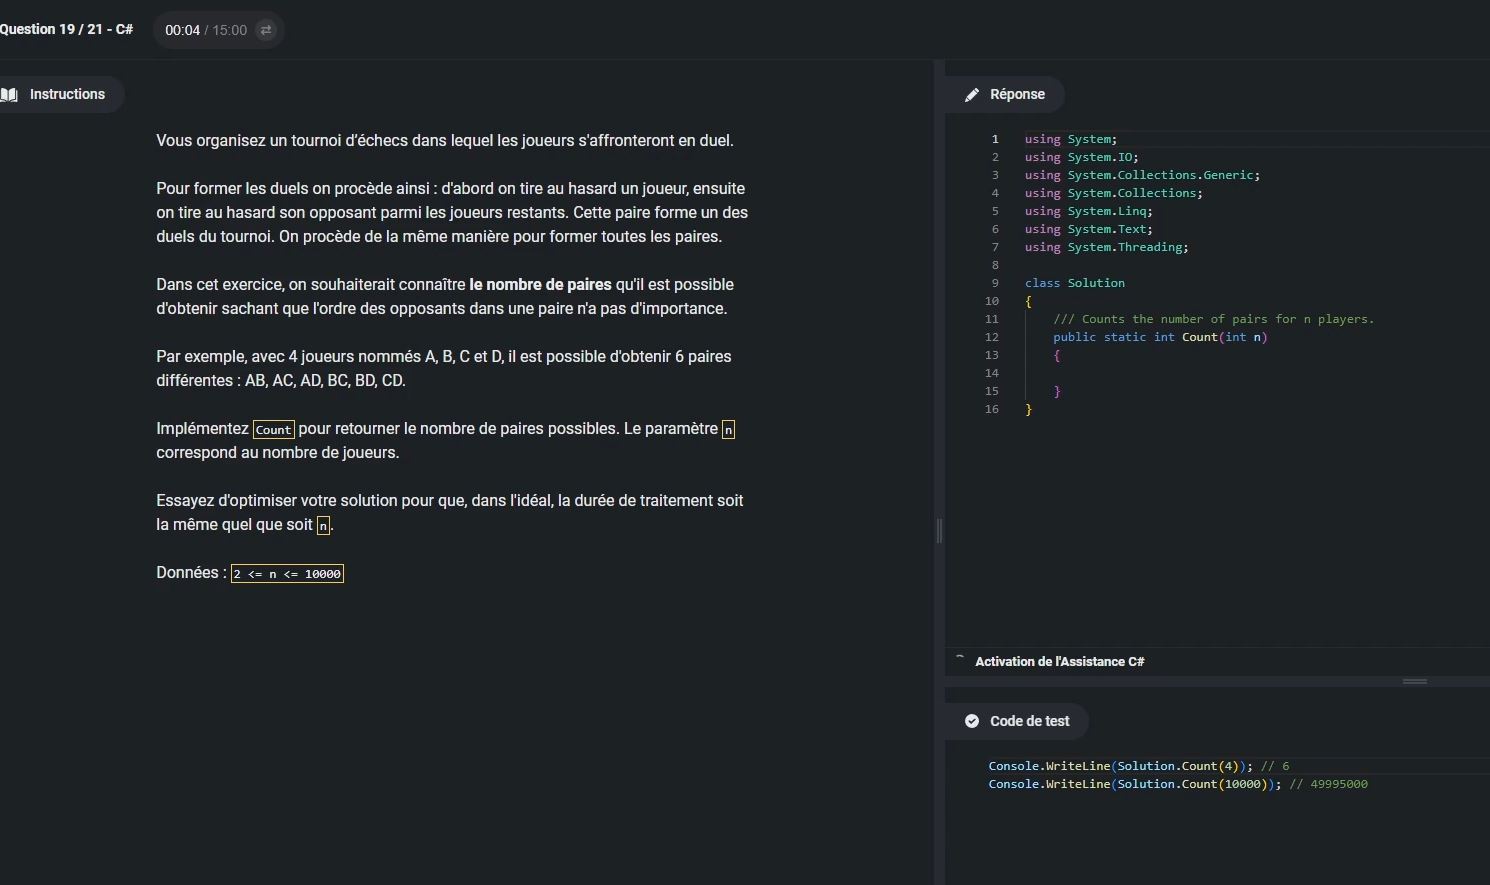 Question 19 / 21 - C#
00:04 / 15:00
Instructions
Vous organisez un tournoi d’échecs dans lequel les joueurs s'affronteront en duel.
Pour former les duels on procède ainsi : d'abord on tire au hasard un joueur, ensuite
on tire au hasard son opposant parmi les joueurs restants. Cette paire forme un des
duels du tournoi. On procède de la même manière pour former toutes les paires.
Dans cet exercice, on souhaiterait connaître le nombre de paires qu'il est possible
d'obtenir sachant que l'ordre des opposants dans une paire n'a pas d'importance.
Par exemple, avec 4 joueurs nommés A, B, C et D, il est possible d'obtenir 6 paires
différentes : AB, AC, AD, BC, BD, CD.
Implémentez Count pour retourner le nombre de paires possibles. Le paramètre n
correspond au nombre de joueurs.
Essayez d'optimiser votre solution pour que, dans l'idéal, la durée de traitement soit
la même quel que soit n.
Données : 2 <= n <= 10000
Réponse
1 using System;
2 using System.IO;
3 using System.Collections.Generic;
4 using System.Collections;
5 using System.Linq;
6 using System.Text;
7 using System.Threading;
8
9 class Solution
10 {
11 /// Counts the number of pairs for n players.
12 public static int Count(int n)
13 {
14
15 }
16 }
Activation de l'Assistance C#
Code de test
Console.WriteLine(Solution.Count(4)); // 6
Console.WriteLine(Solution.Count(10000)); // 49995000